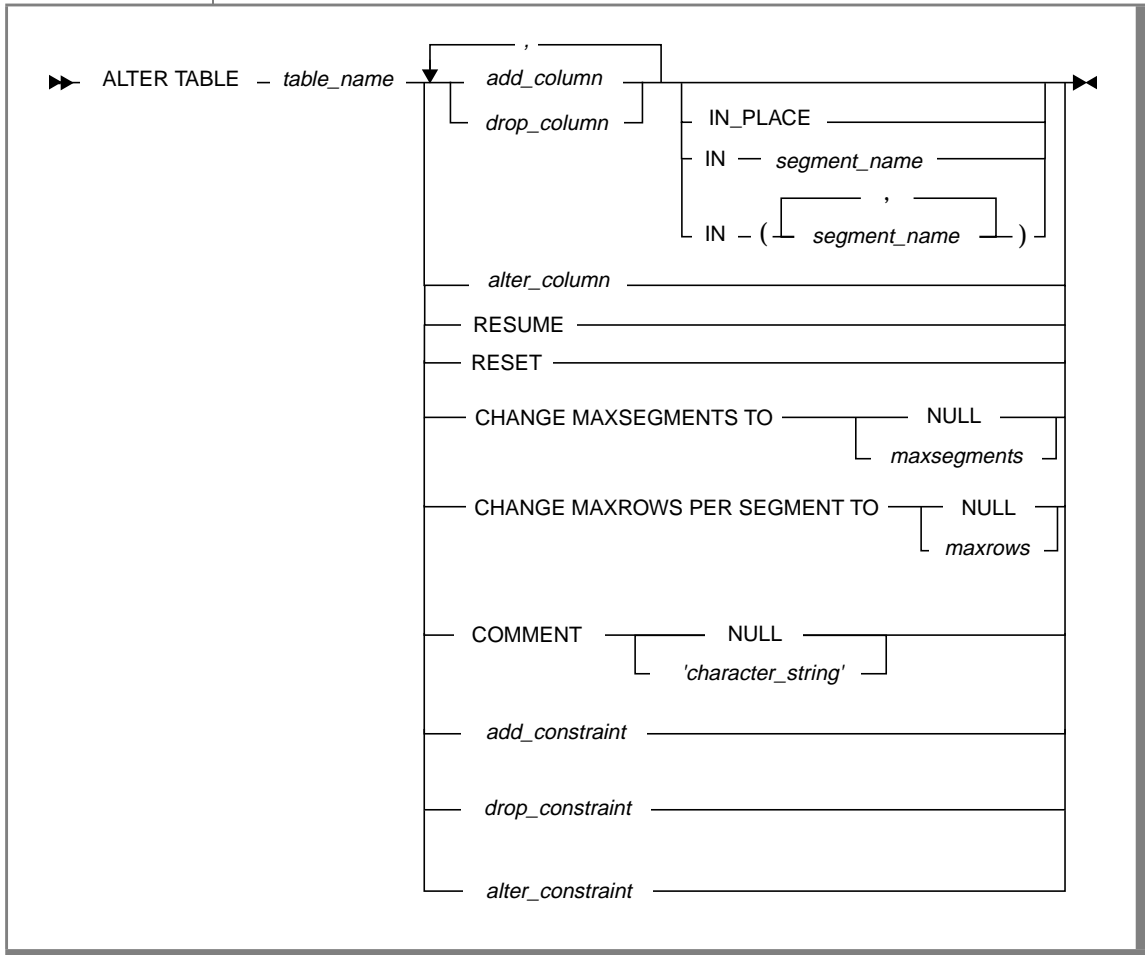 ,
ALTER TABLE table_name add_column
drop_column
IN_PLACE
IN segment_name
,
IN ( segment_name )
alter_column
RESUME
RESET
CHANGE MAXSEGMENTS TO NULL
maxsegments
CHANGE MAXROWS PER SEGMENT TO NULL
maxrows
COMMENT NULL
'character_string'
add_constraint
drop_constraint
alter_constraint